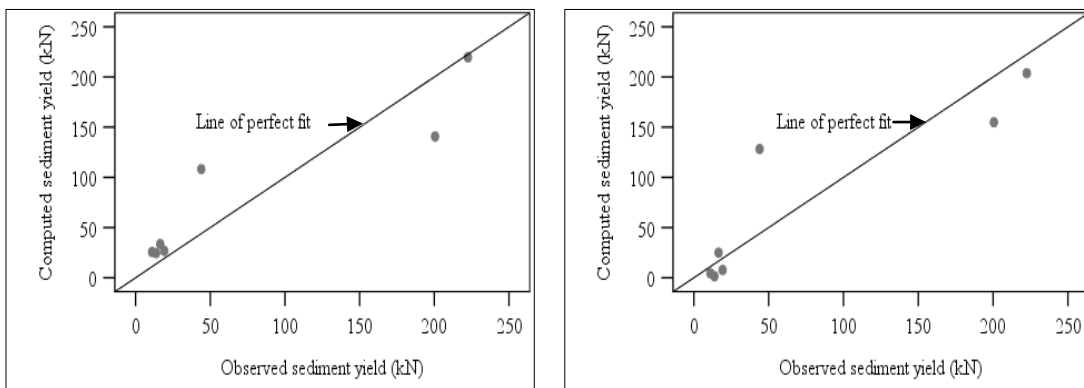 Computed sediment yield (kN)
250
200
150
100
50
0
Line of perfect fit
0 50 100 150 200 250
Observed sediment yield (kN)
Computed sediment yield (kN)
250
200
150
100
50
0
Line of perfect fit
0 50 100 150 200 250
Observed sediment yield (kN)